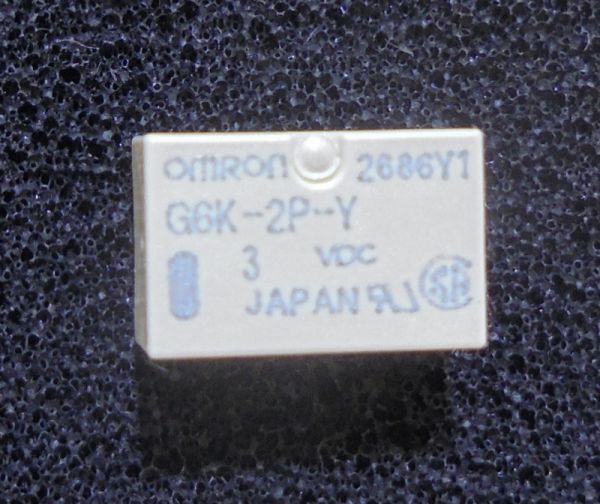 omRon 2686Y1
G6K-2P-Y
3 VDC
JAPAN